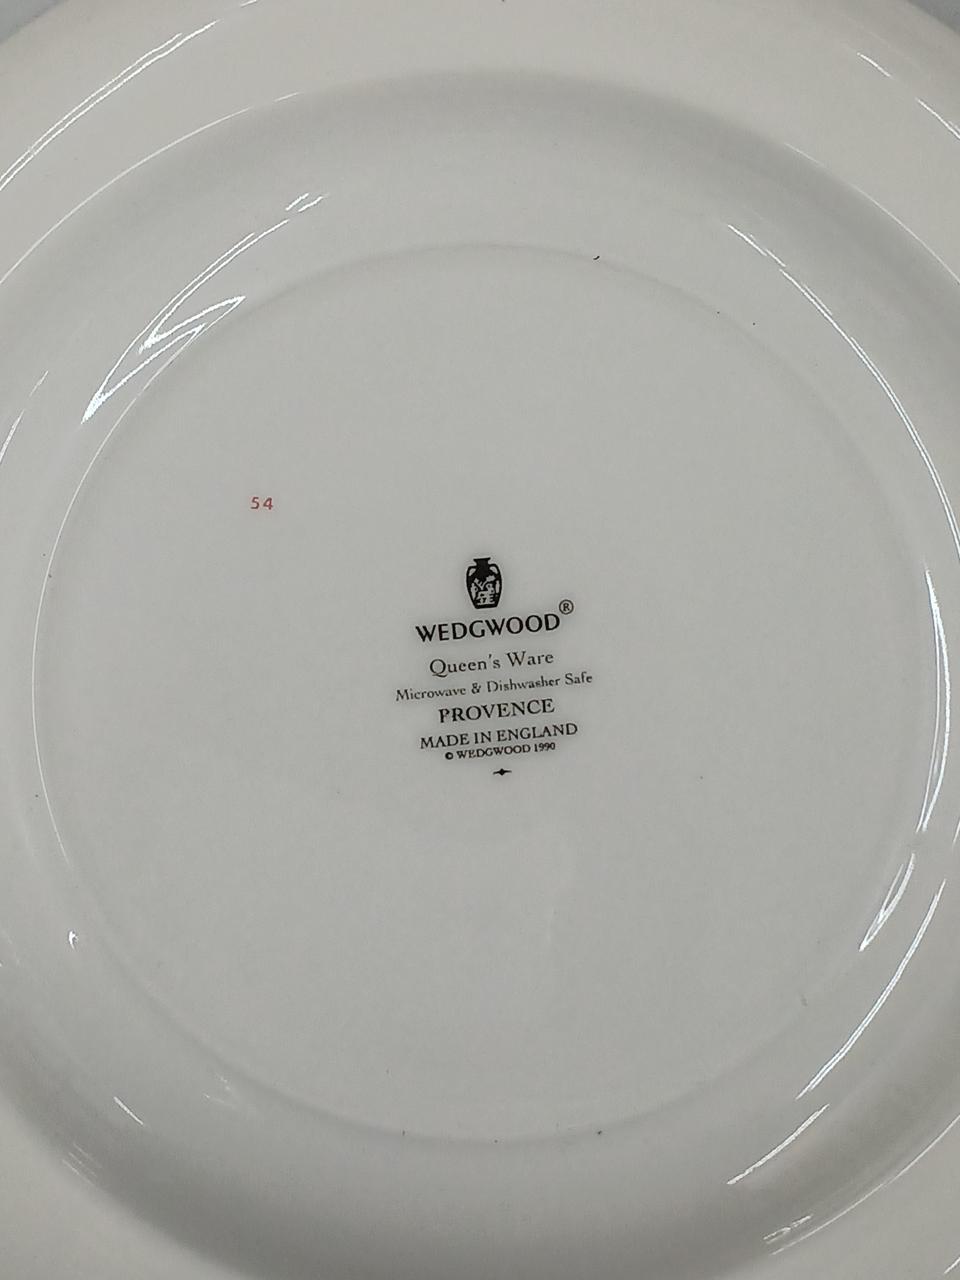 54
WEDGWOOD®
Queen's Ware
Microwave & Dishwasher Safe
PROVENCE
MADE IN ENGLAND
© WEDGWOOD 1990